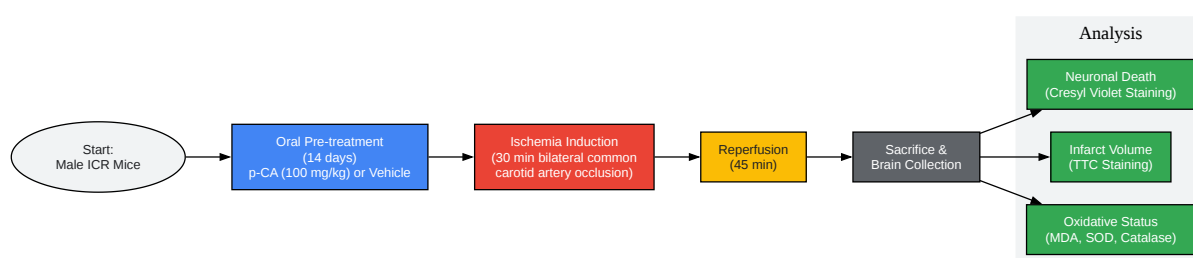 Start:
Male ICR Mice
Oral Pre-treatment
(14 days)
p-CA (100 mg/kg) or Vehicle
Ischemia Induction
(30 min bilateral common
carotid artery occlusion)
Reperfusion
(45 min)
Sacrifice &
Brain Collection
Analysis
Neuronal Death
(Cresyl Violet Staining)
Infarct Volume
(TTC Staining)
Oxidative Status
(MDA, SOD, Catalase)